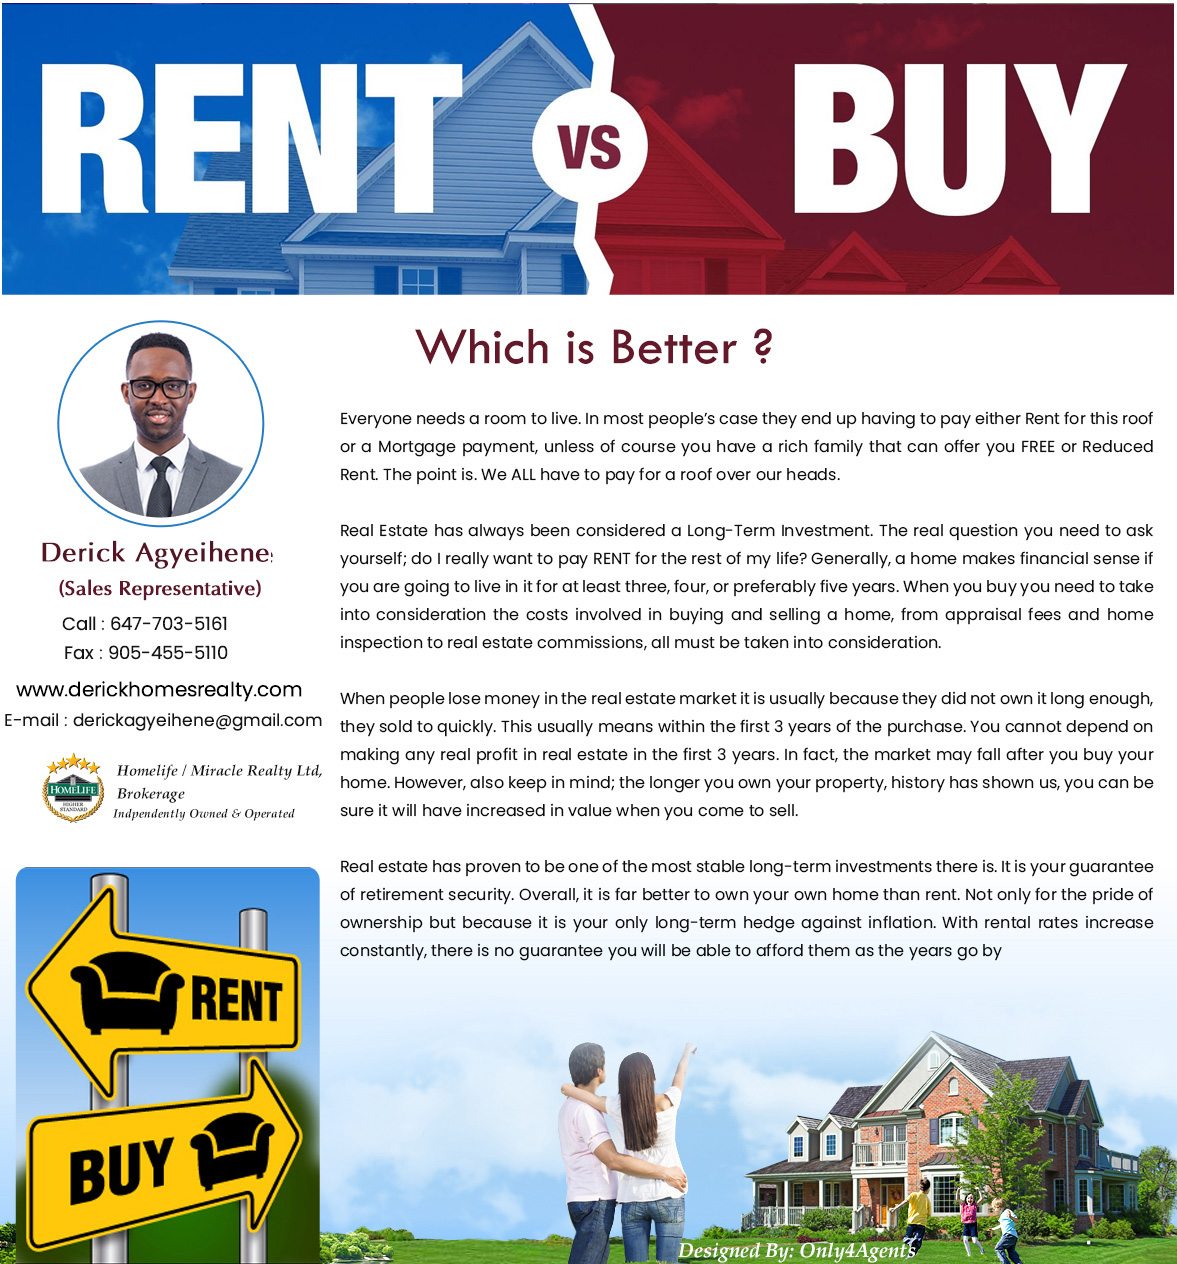 RENT VS BUY
Which is Better ?
Derick Agyeihene
(Sales Representative)
Call : 647-703-5161
Fax : 905-455-5110
www.derickhomesrealty.com
E-mail : derickagyeihene@gmail.com
HOMELIFE
HIGHER
STANDARDS
Homelife / Miracle Realty Ltd,
Brokerage
Indpendently Owned & Operated
Everyone needs a room to live. In most people's case they end up having to pay either Rent for this roof
or a Mortgage payment, unless of course you have a rich family that can offer you FREE or Reduced
Rent. The point is. We ALL have to pay for a roof over our heads.
Real Estate has always been considered a Long-Term Investment. The real question you need to ask
yourself; do I really want to pay RENT for the rest of my life? Generally, a home makes financial sense if
you are going to live in it for at least three, four, or preferably five years. When you buy you need to take
into consideration the costs involved in buying and selling a home, from appraisal fees and home
inspection to real estate commissions, all must be taken into consideration.
When people lose money in the real estate market it is usually because they did not own it long enough,
they sold to quickly. This usually means within the first 3 years of the purchase. You cannot depend on
making any real profit in real estate in the first 3 years. In fact, the market may fall after you buy your
home. However, also keep in mind; the longer you own your property, history has shown us, you can be
sure it will have increased in value when you come to sell.
Real estate has proven to be one of the most stable long-term investments there is. It is your guarantee
of retirement security. Overall, it is far better to own your own home than rent. Not only for the pride of
ownership but because it is your only long-term hedge against inflation. With rental rates increase
constantly, there is no guarantee you will be able to afford them as the years go by
RENT
BUY
Designed By: Only4Agents